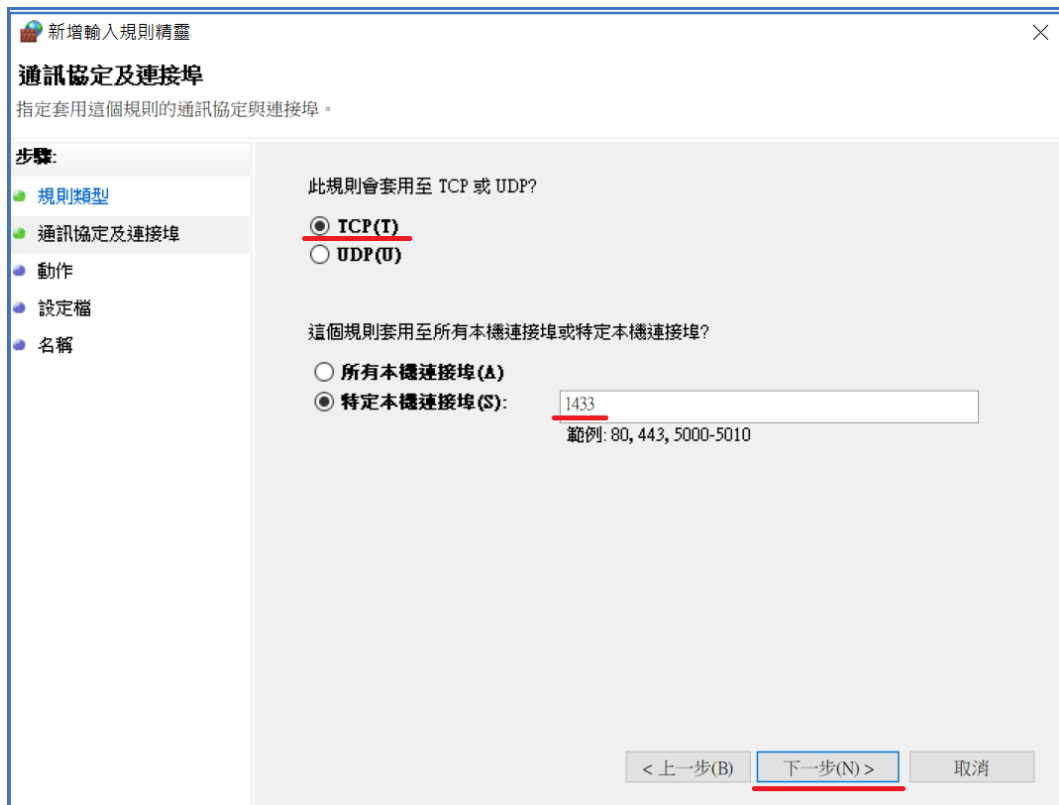 新增輸入規則精靈
通訊協定及連接埠
指定套用這個規則的通訊協定與連接埠。
步驟:
規則類型
通訊協定及連接埠
動作
設定檔
名稱
此規則會套用至 TCP 或 UDP?
TCP(T)
UDP(U)
這個規則套用至所有本機連接埠或特定本機連接埠?
所有本機連接埠(A)
特定本機連接埠(S):
1433
範例: 80, 443, 5000-5010
< 上一步(B)
下一步(N) >
取消